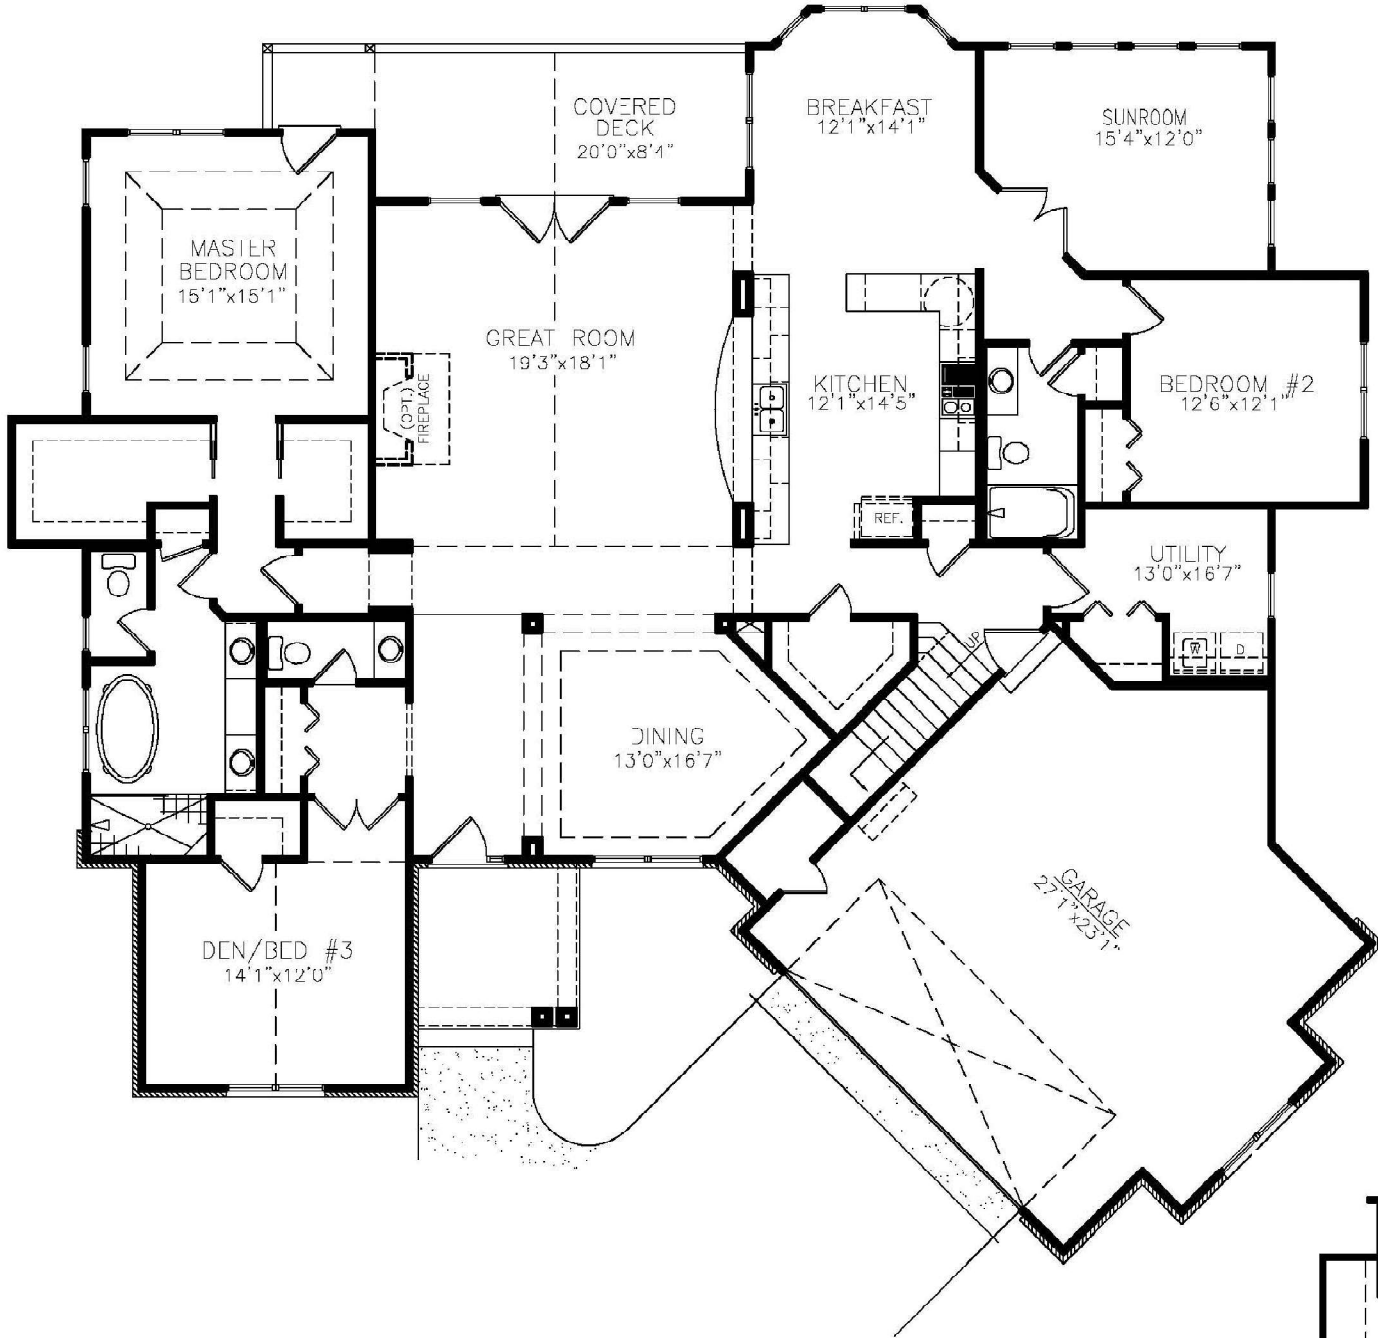 COVERED
DECK
20'0"x8'4"
BREAKFAST
12'1"x14'1"
SUNROOM
15'4"x12'0"
MASTER
BEDROOM
15'1"x15'1"
GREAT ROOM
19'3"x18'1"
(OPT.)
FIREPLACE
KITCHEN
12'1"x14'5"
BEDROOM #2
12'6"x12'1"
REF.
UTILITY
13'0"x16'7"
UP
W
D
DINING
13'0"x16'7"
GARAGE
27'1"x23'1"
DEN/BED #3
14'1"x12'0"